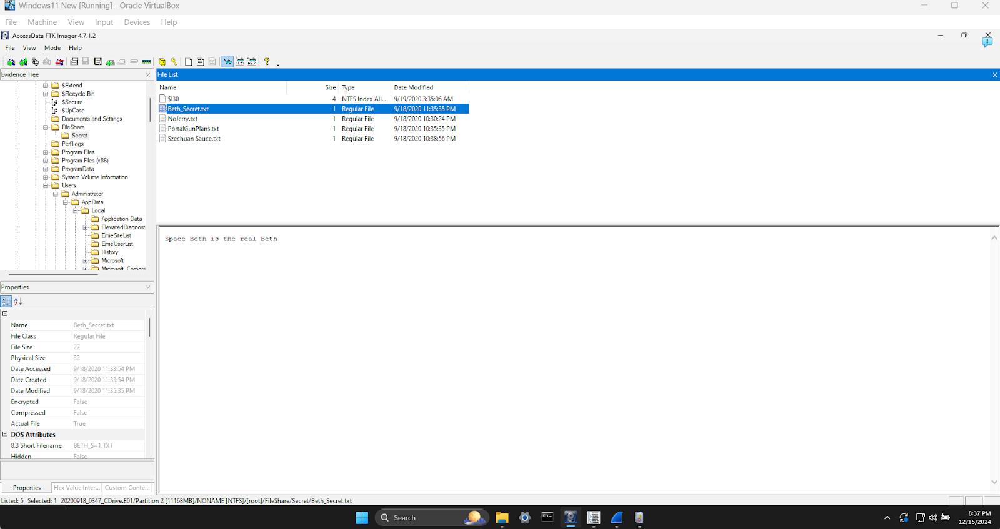 Windows11 New [Running] - Oracle VirtualBox
File Machine View Input Devices Help
AccessData FTK Imager 4.7.1.2
File View Mode Help
Evidence Tree
$Extend
$Recycle.Bin
$Secure
$UpCase
Documents and Settings
FileShare
Secret
PerfLogs
Program Files
Program Files (x86)
ProgramData
System Volume Information
Users
Administrator
AppData
Local
Application Data
ElevatedDiagnost
EmieSiteList
EmieUserList
History
Microsoft
Microsoft_Corpora
File List
Name Size Type Date Modified
$I30 4 NTFS Index All... 9/19/2020 3:35:06 AM
Beth_Secret.txt 1 Regular File 9/18/2020 11:35:35 PM
NoJerry.txt 1 Regular File 9/18/2020 10:30:24 PM
PortalGunPlans.txt 1 Regular File 9/18/2020 10:35:35 PM
Szechuan Sauce.txt 1 Regular File 9/18/2020 10:38:56 PM
Space Beth is the real Beth
Properties
Name Beth_Secret.txt
File Class Regular File
File Size 27
Physical Size 32
Date Accessed 9/18/2020 11:33:54 PM
Date Created 9/18/2020 11:33:54 PM
Date Modified 9/18/2020 11:35:35 PM
Encrypted False
Compressed False
Actual File True
DOS Attributes
8.3 Short Filename BETH_S~1.TXT
Hidden False
Properties Hex Value Inter... Custom Conte...
Listed: 5 Selected: 1 20200918_0347_CDrive.E01/Partition 2 [11168MB]/NONAME [NTFS]/[root]/FileShare/Secret/Beth_Secret.txt
Search
8:37 PM
12/15/2024